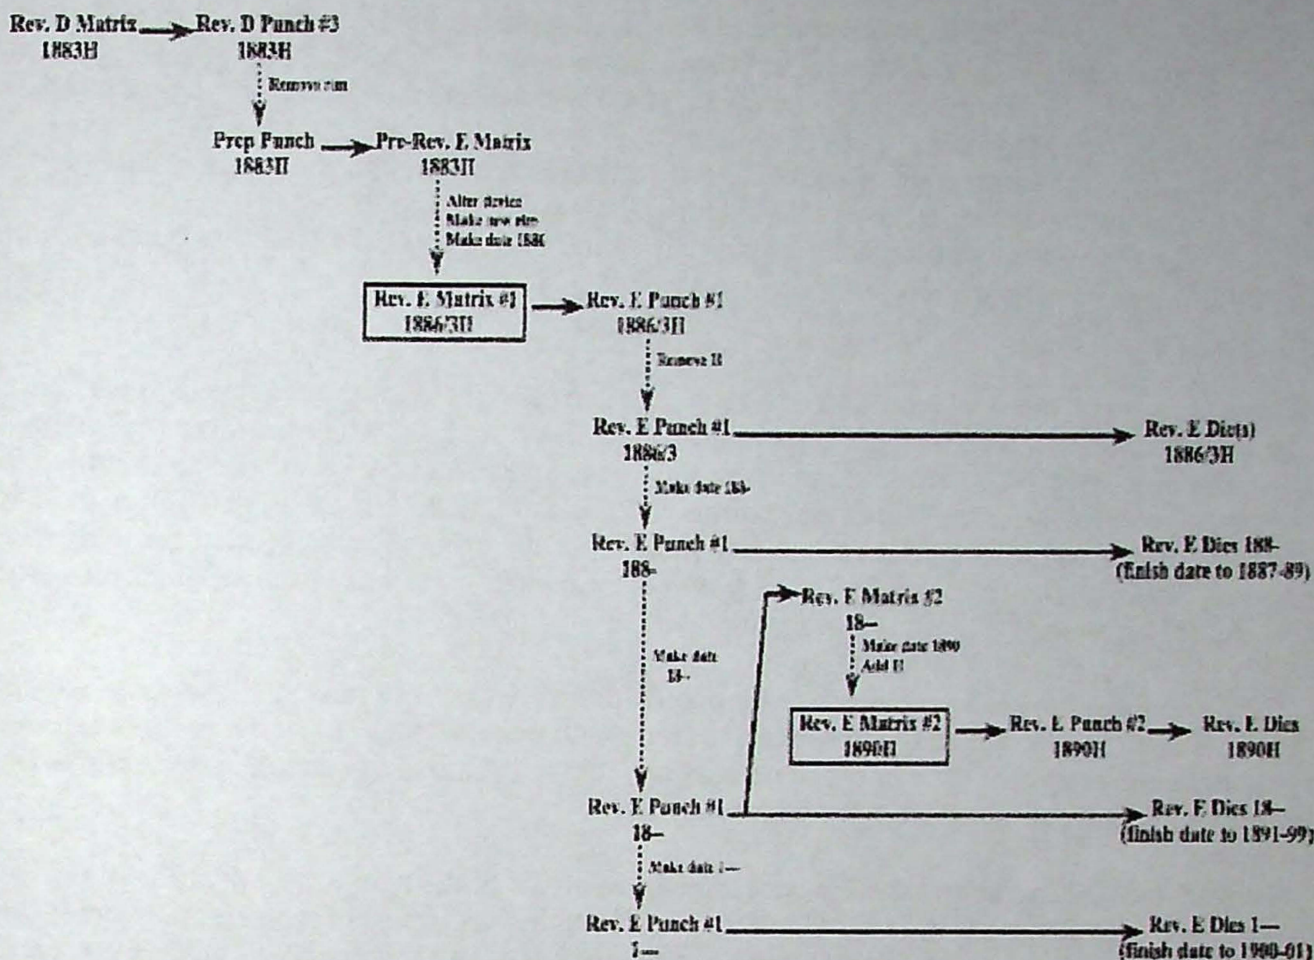 Rev. D Matrix
1883H
Rev. D Punch #3
1883H
Remove rim
Prep Punch
1883H
Pre-Rev. E Matrix
1883H
Alter device
Make new rim
Make date 1886
Rev. E Matrix #1
1886/3H
Rev. E Punch #1
1886/3H
Remove H
Rev. E Punch #1
1886/3
Rev. E Die(s)
1886/3H
Make date 188-
Rev. E Punch #1
188-
Rev. E Dies 188-
(finish date to 1887-89)
Rev. E Matrix #2
18--
Make date 1890
Add H
Make date
18--
Rev. E Matrix #2
1890H
Rev. E Punch #2
1890H
Rev. E Dies
1890H
Rev. E Punch #1
18--
Rev. E Dies 18--
(finish date to 1891-99)
Make date 1---
Rev. E Punch #1
1---
Rev. E Dies 1---
(finish date to 1900-01)